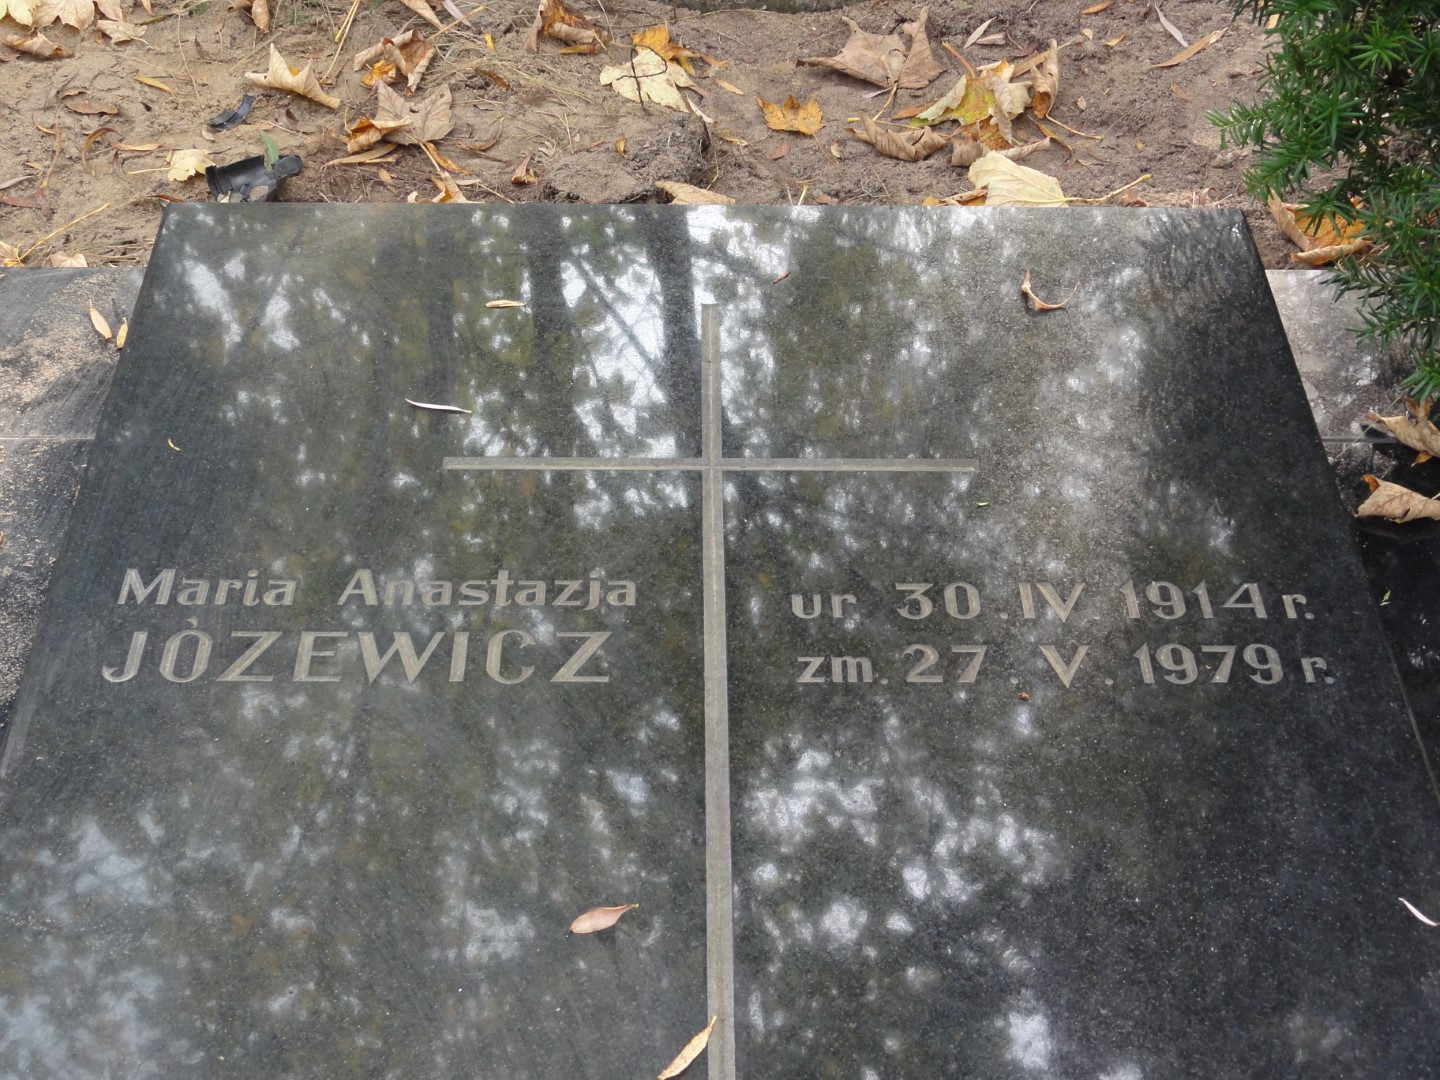 Maria Anastazja
JÓZEWICZ
ur. 30.IV.1914 r.
zm. 27 V. 1979 r.